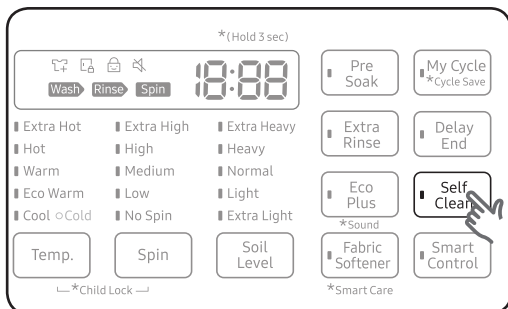 *(Hold 3 sec)
18:88
Wash Rinse Spin
Extra Hot
Hot
Warm
Eco Warm
Cool Cold
Extra High
High
Medium
Low
No Spin
Extra Heavy
Heavy
Normal
Light
Extra Light
Temp.
Spin
Soil
Level
*Child Lock
Pre
Soak
My Cycle
*Cycle Save
Extra
Rinse
Delay
End
Eco
Plus
*Sound
Self
Clean
Fabric
Softener
*Smart Care
Smart
Control